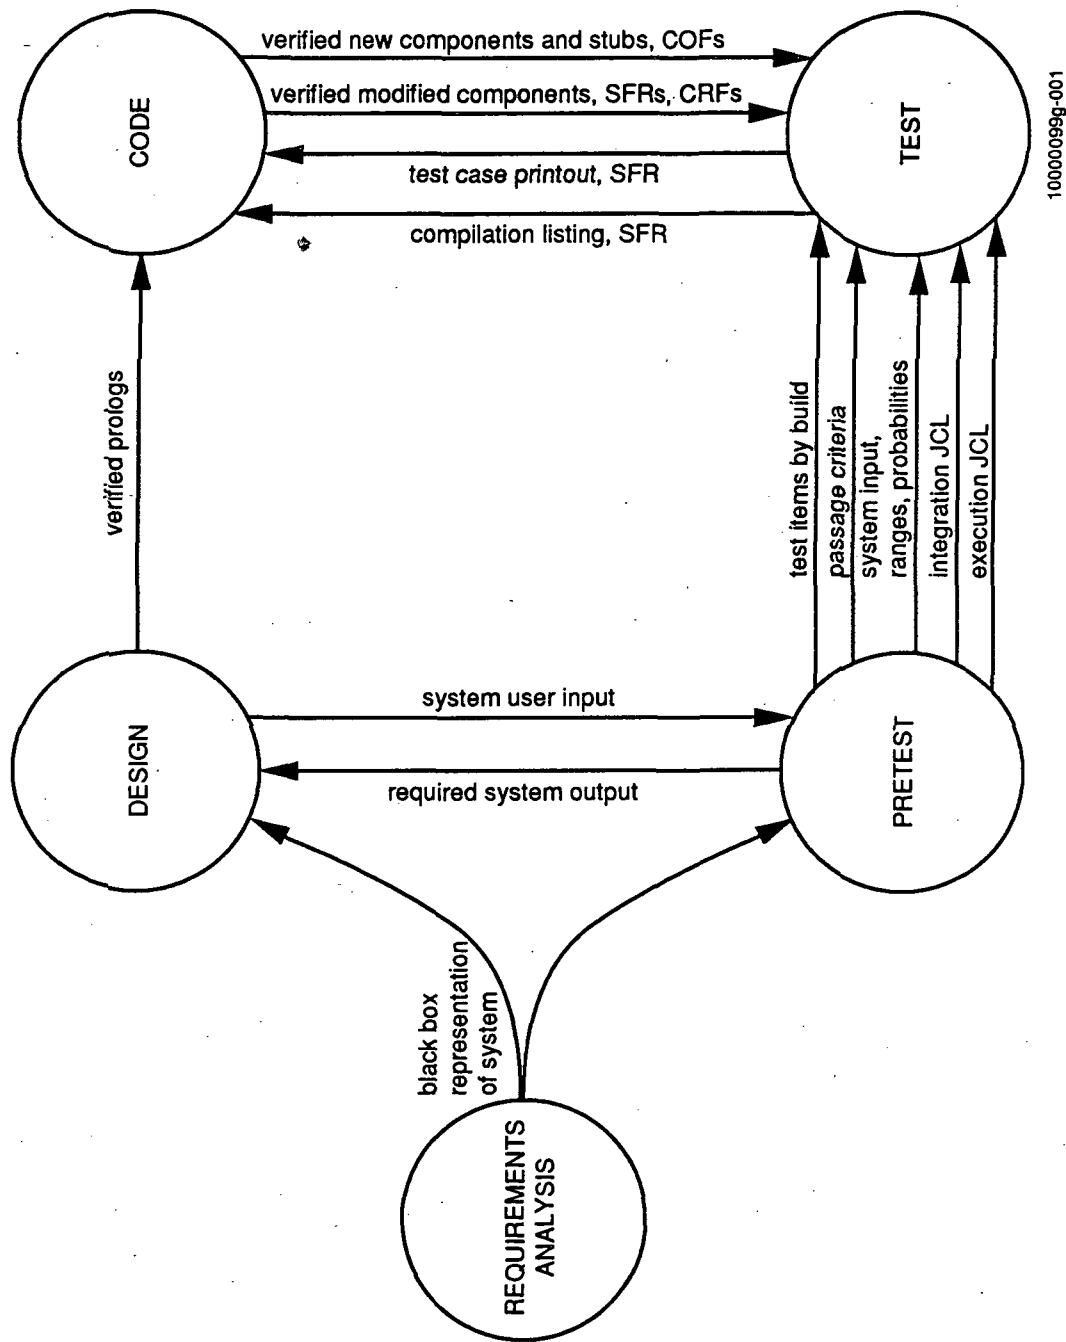 verified new components and stubs, COFs
verified modified components, SFRs, CRFs
test case printout, SFR
compilation listing, SFR
CODE
TEST
10000099g-001
verified prologs
test items by build
passage criteria
system input,
ranges, probabilities
integration JCL
execution JCL
DESIGN
system user input
required system output
PRETEST
black box
representation
of system
REQUIREMENTS
ANALYSIS